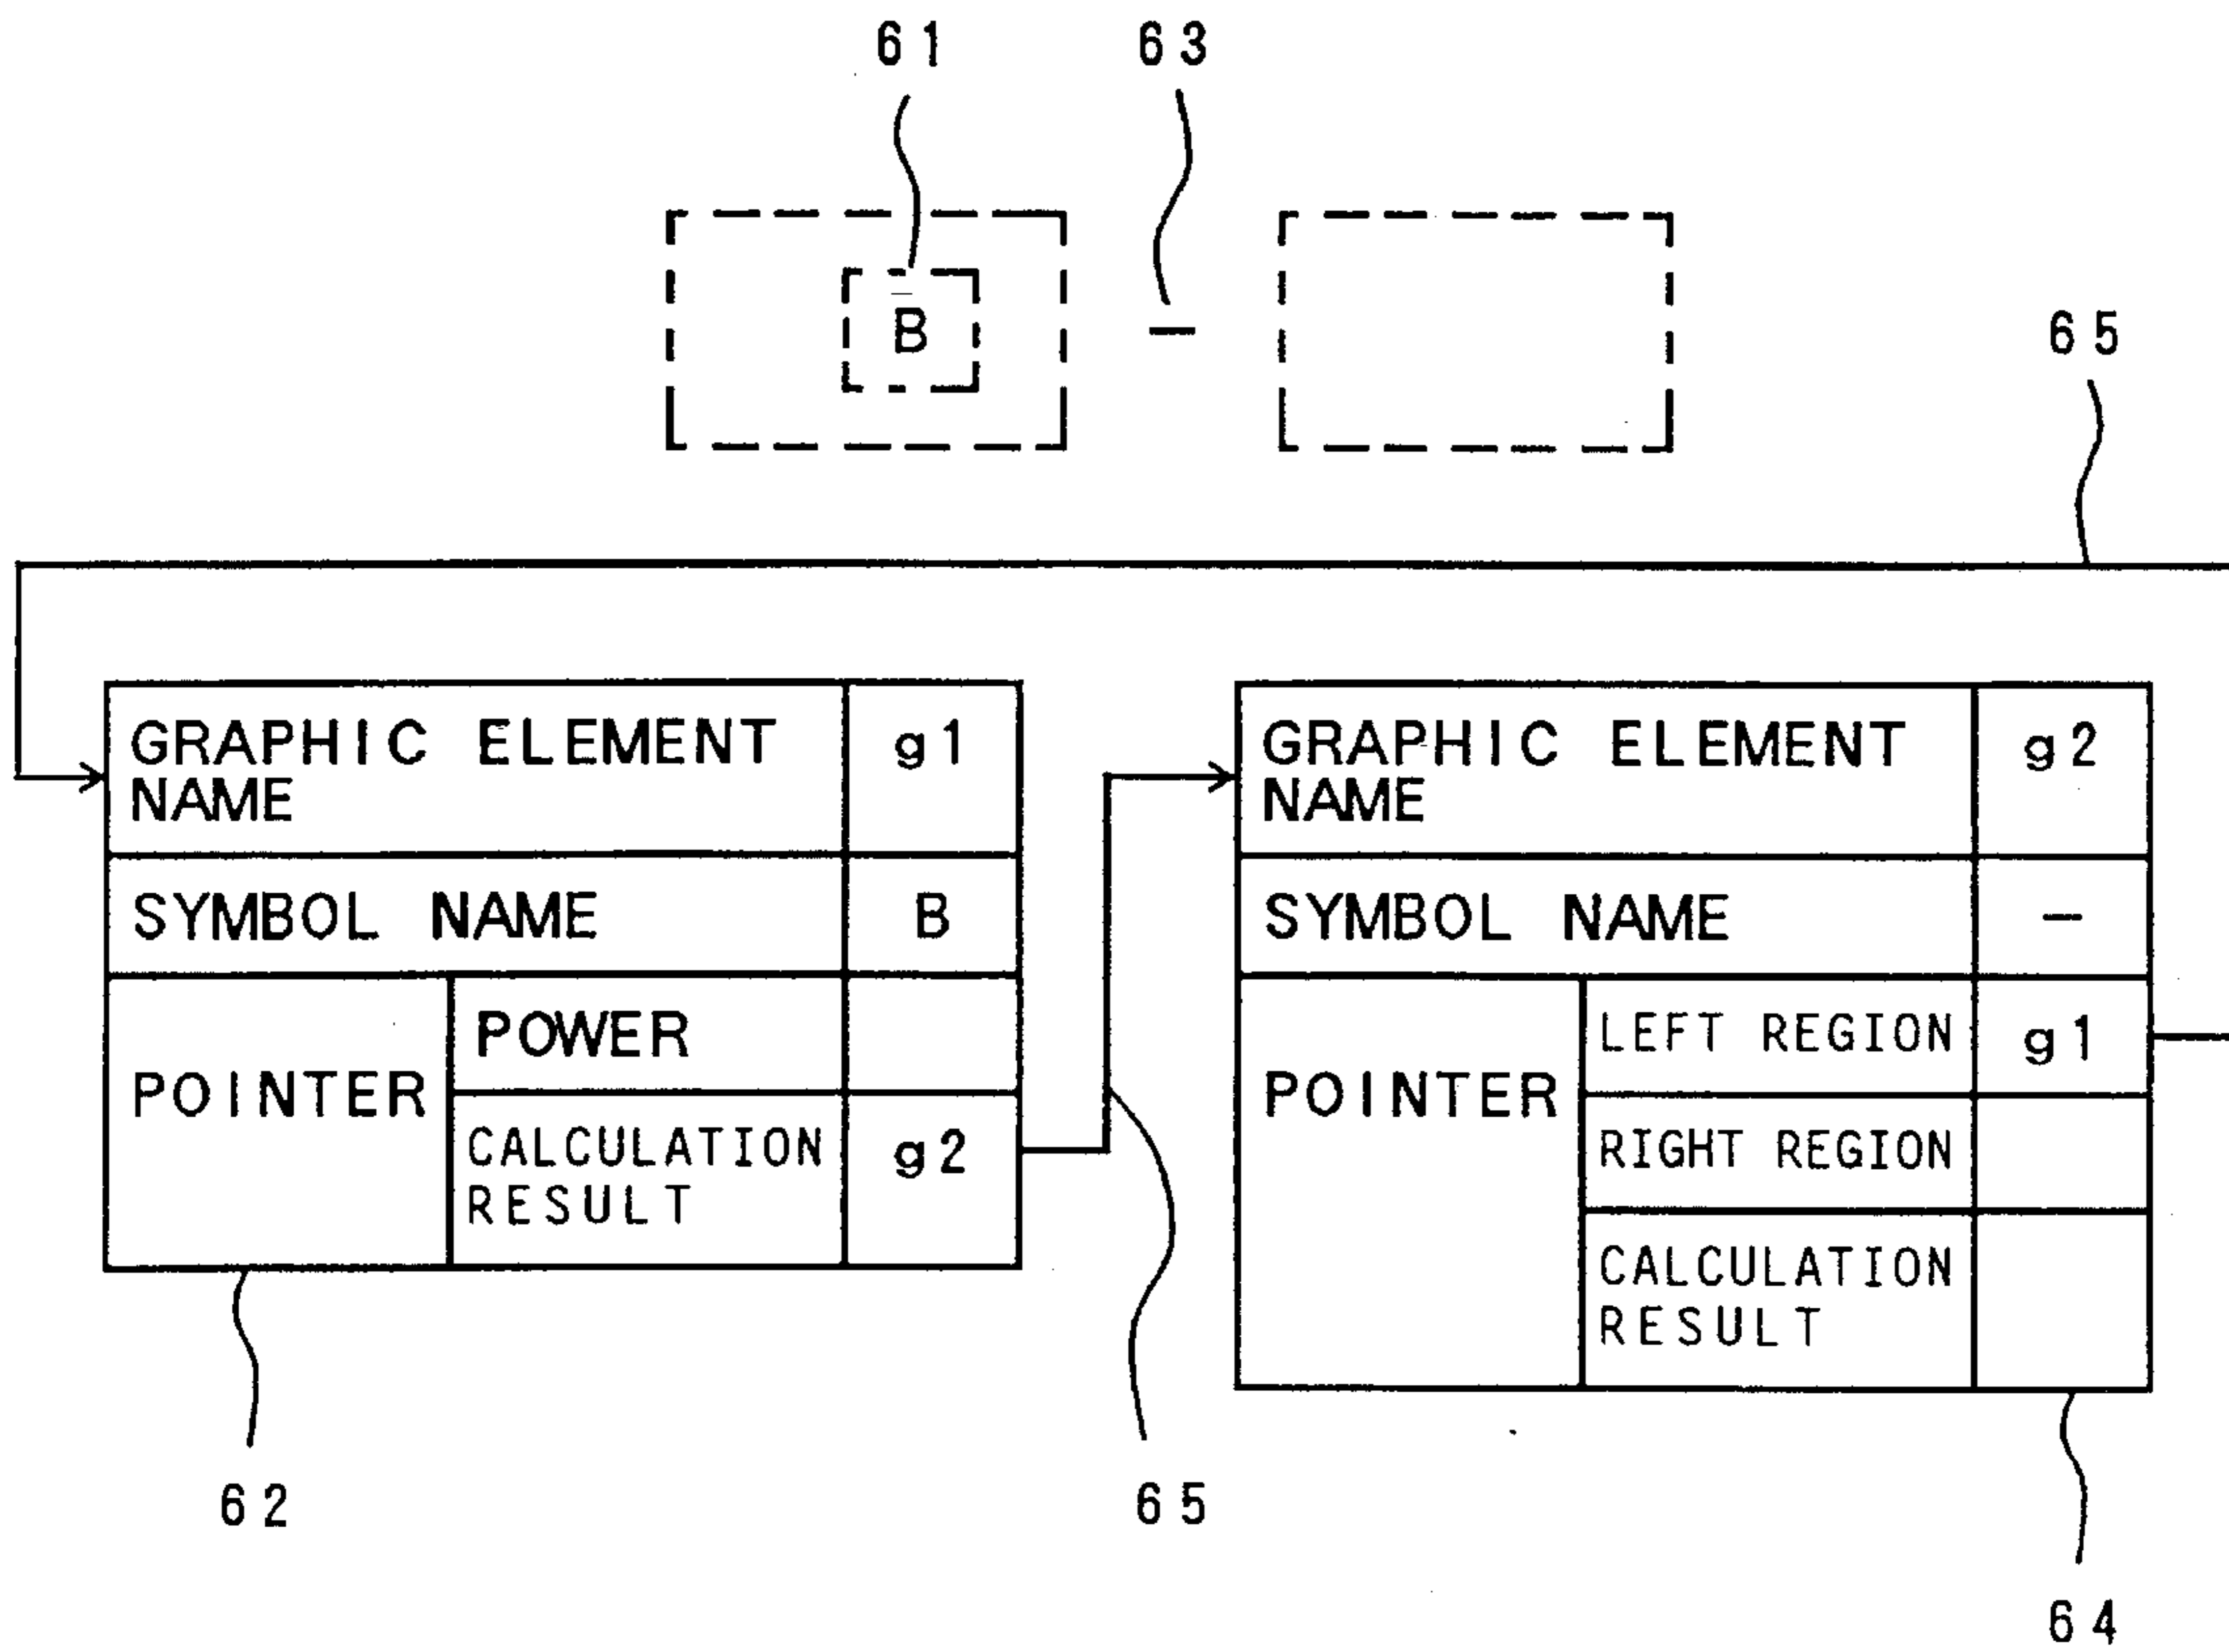 61 63
B —
65
GRAPHIC ELEMENT NAME g1
SYMBOL NAME B
POINTER
POWER
CALCULATION RESULT g2
GRAPHIC ELEMENT NAME g2
SYMBOL NAME —
POINTER
LEFT REGION g1
RIGHT REGION
CALCULATION RESULT
62
65
64